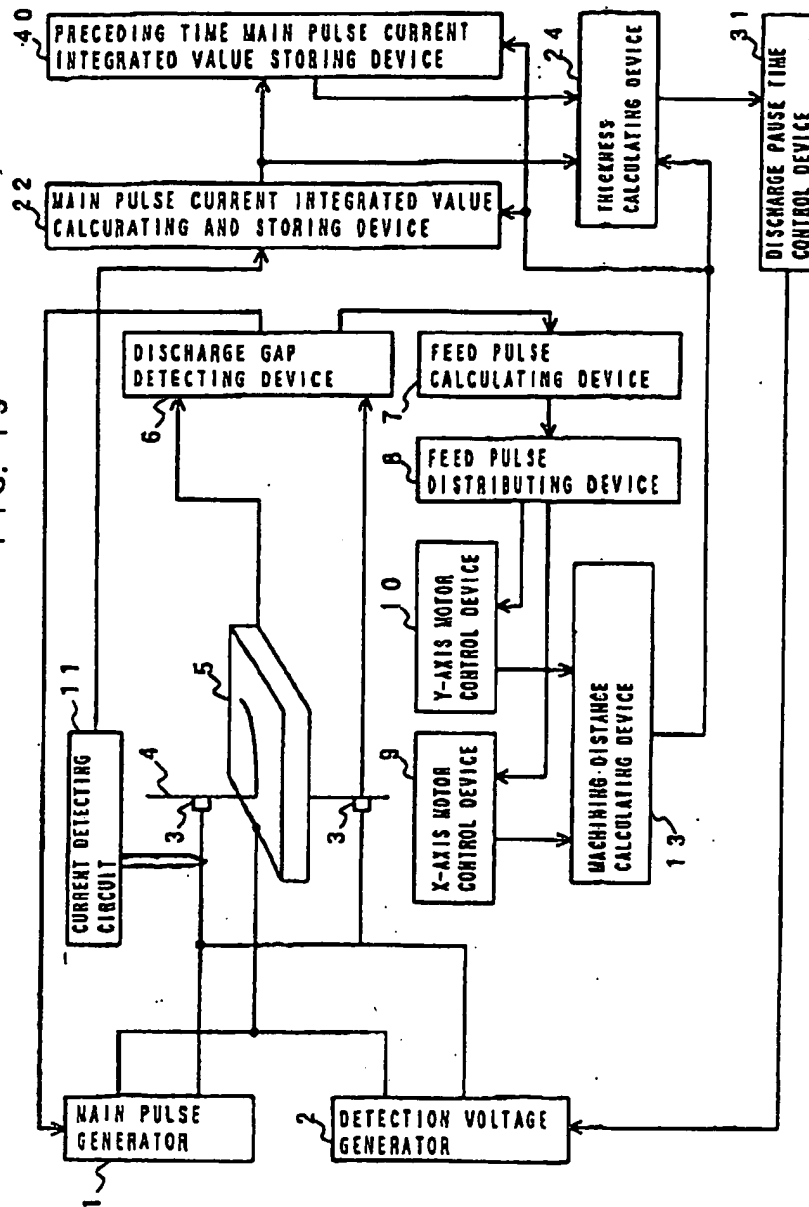 FIG.
40
PRECEDING TIME MAIN PULSE CURRENT
INTEGRATED VALUE STORING DEVICE
22
MAIN PULSE CURRENT INTEGRATED VALUE
CALCURATING AND STORING DEVICE
24
THICKNESS
CALCULATING DEVICE
31
DISCHARGE PAUSE TIME
CONTROL DEVICE
11
CURRENT DETECTING
CIRCUIT
DISCHARGE GAP
DETECTING DEVICE
6
FEED PULSE
CALCULATING DEVICE
7
8
FEED PULSE
DISTRIBUTING DEVICE
10
Y-AXIS MOTOR
CONTROL DEVICE
9
X-AXIS MOTOR
CONTROL DEVICE
MACHINING-DISTANCE
CALCULATING DEVICE
13
3
4
5
3
MAIN PULSE
GENERATOR
1
2
DETECTION VOLTAGE
GENERATOR